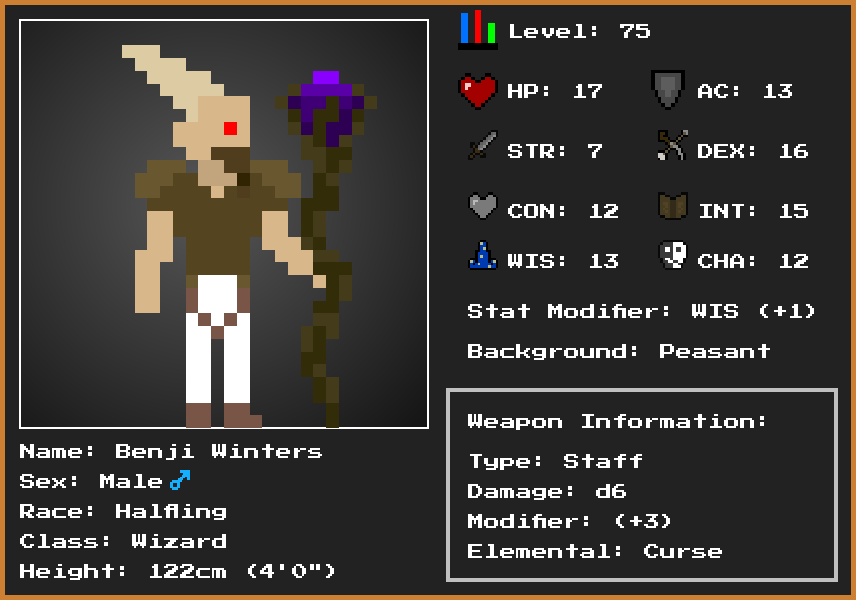 Level: 75
HP: 17
AC: 13
STR: 7
DEX: 16
CON: 12
INT: 15
WIS: 13
CHA: 12
Stat Modifier: WIS (+1)
Background: Peasant
Weapon Information:
Type: Staff
Damage: d6
Modifier: (+3)
Elemental: Curse
Name: Benji Winters
Sex: Male♂
Race: Halfling
Class: Wizard
Height: 122cm (4'0")